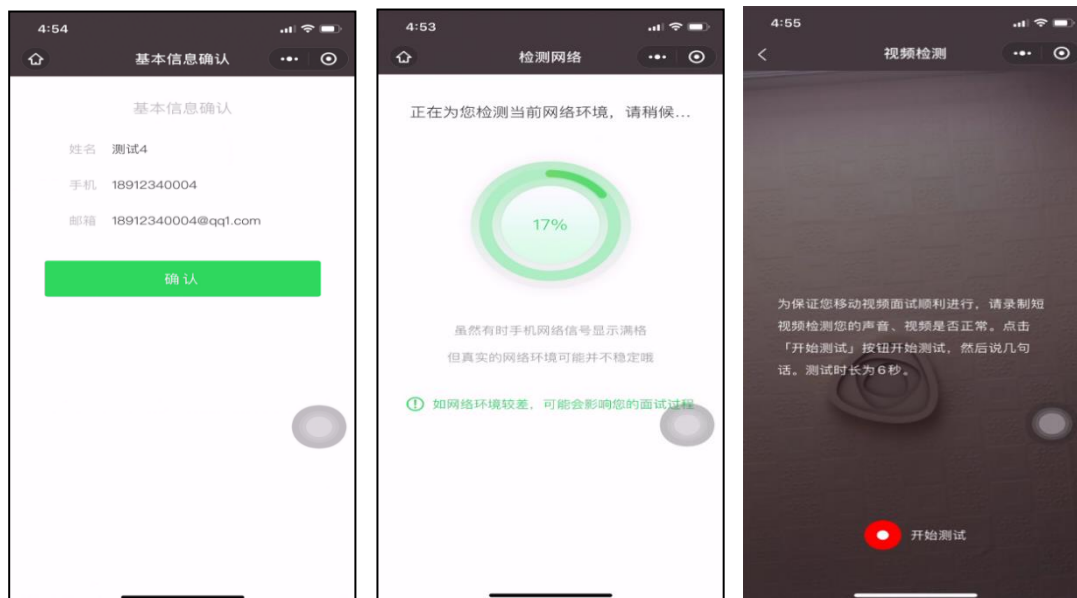 4:54
基本信息确认
基本信息确认
姓名 测试4
手机 18912340004
邮箱 18912340004@qq1.com
确认
4:53
检测网络
正在为您检测当前网络环境，请稍候...
17%
虽然有时手机网络信号显示满格
但真实的网络环境可能并不稳定哦
如网络环境较差，可能会影响您的面试过程
4:55
视频检测
为保证您移动视频面试顺利进行，请录制短
视频检测您的声音、视频是否正常。点击
「开始测试」按钮开始测试，然后说几句
话。测试时长为6秒。
开始测试